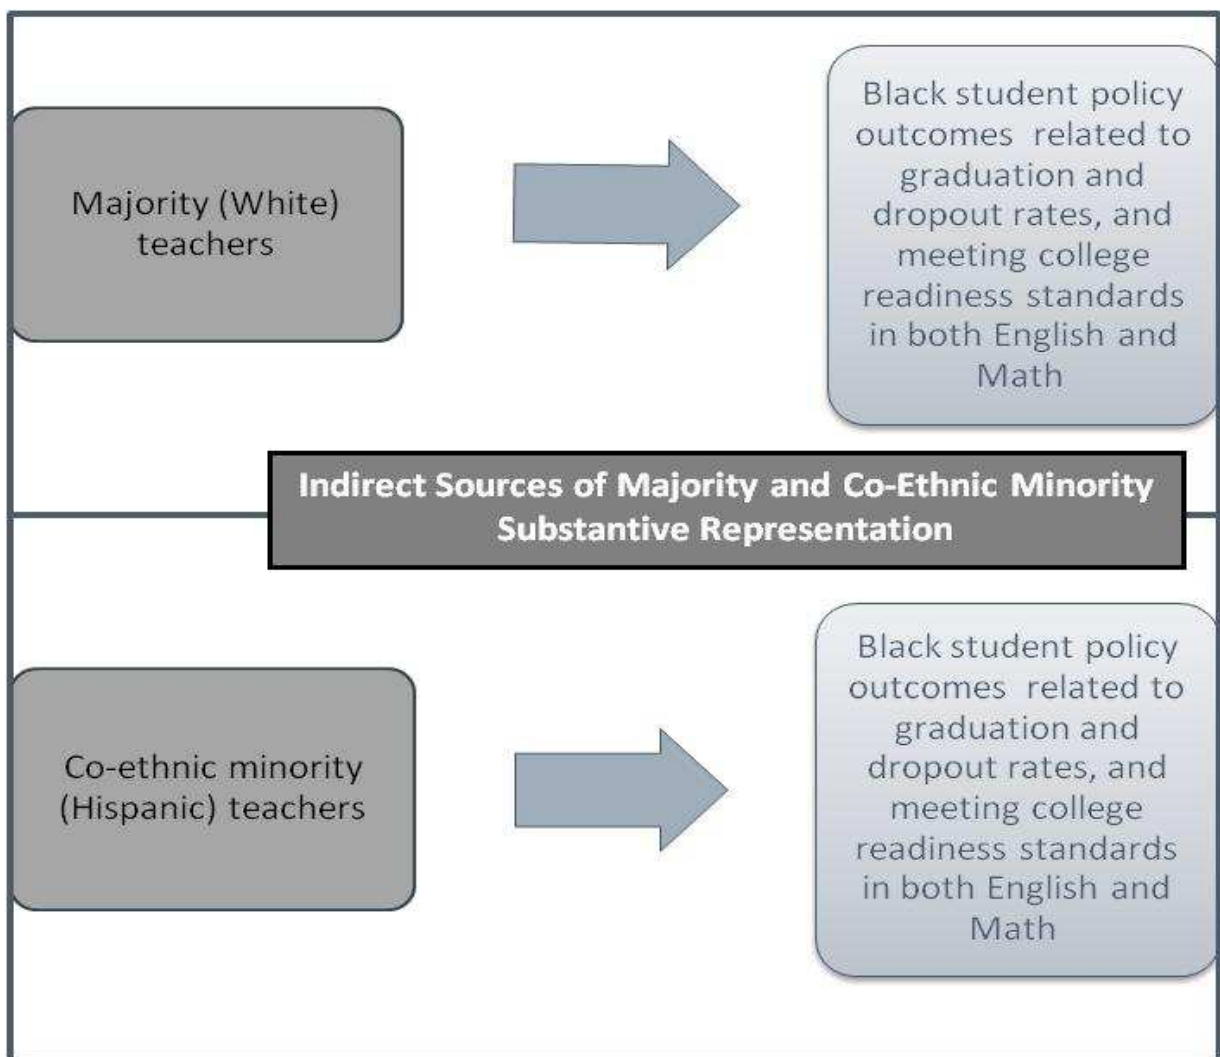 Majority (White)
teachers
Black student policy
outcomes related to
graduation and
dropout rates, and
meeting college
readiness standards
in both English and
Math
Indirect Sources of Majority and Co-Ethnic Minority
Substantive Representation
Co-ethnic minority
(Hispanic) teachers
Black student policy
outcomes related to
graduation and
dropout rates, and
meeting college
readiness standards
in both English and
Math